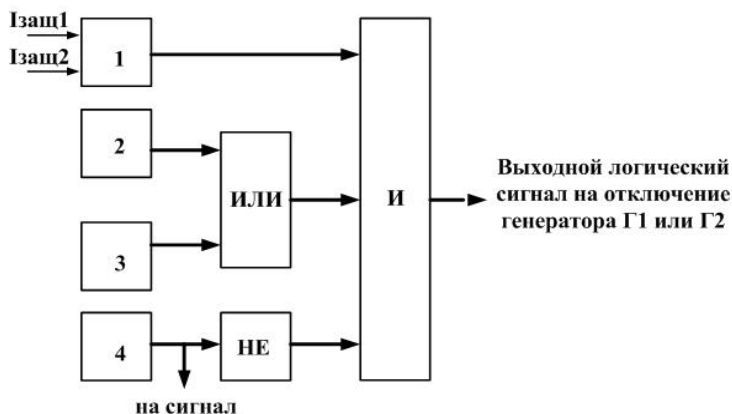 Iзащ1
Iзащ2
1
2
3
4
ИЛИ
НЕ
И
на сигнал
Выходной логический
сигнал на отключение
генератора Г1 или Г2